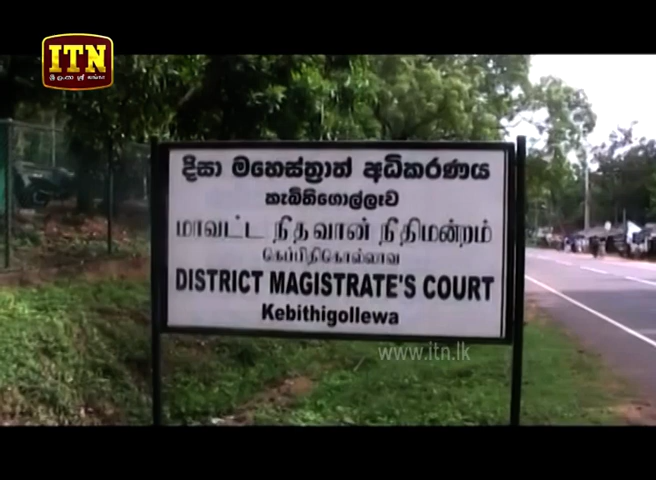 ITN
ශ්‍රී ලංකා 
දිසා මහෙස්ත්‍රාත් අධිකරණය
කැබිතිගොල්ලෑව
மாவட்ட நீதவான் நீதிமன்றம்
கெப்பிதிகொல்லாவ
DISTRICT MAGISTRATE'S COURT
Kebithigollewa
www.itn.lk